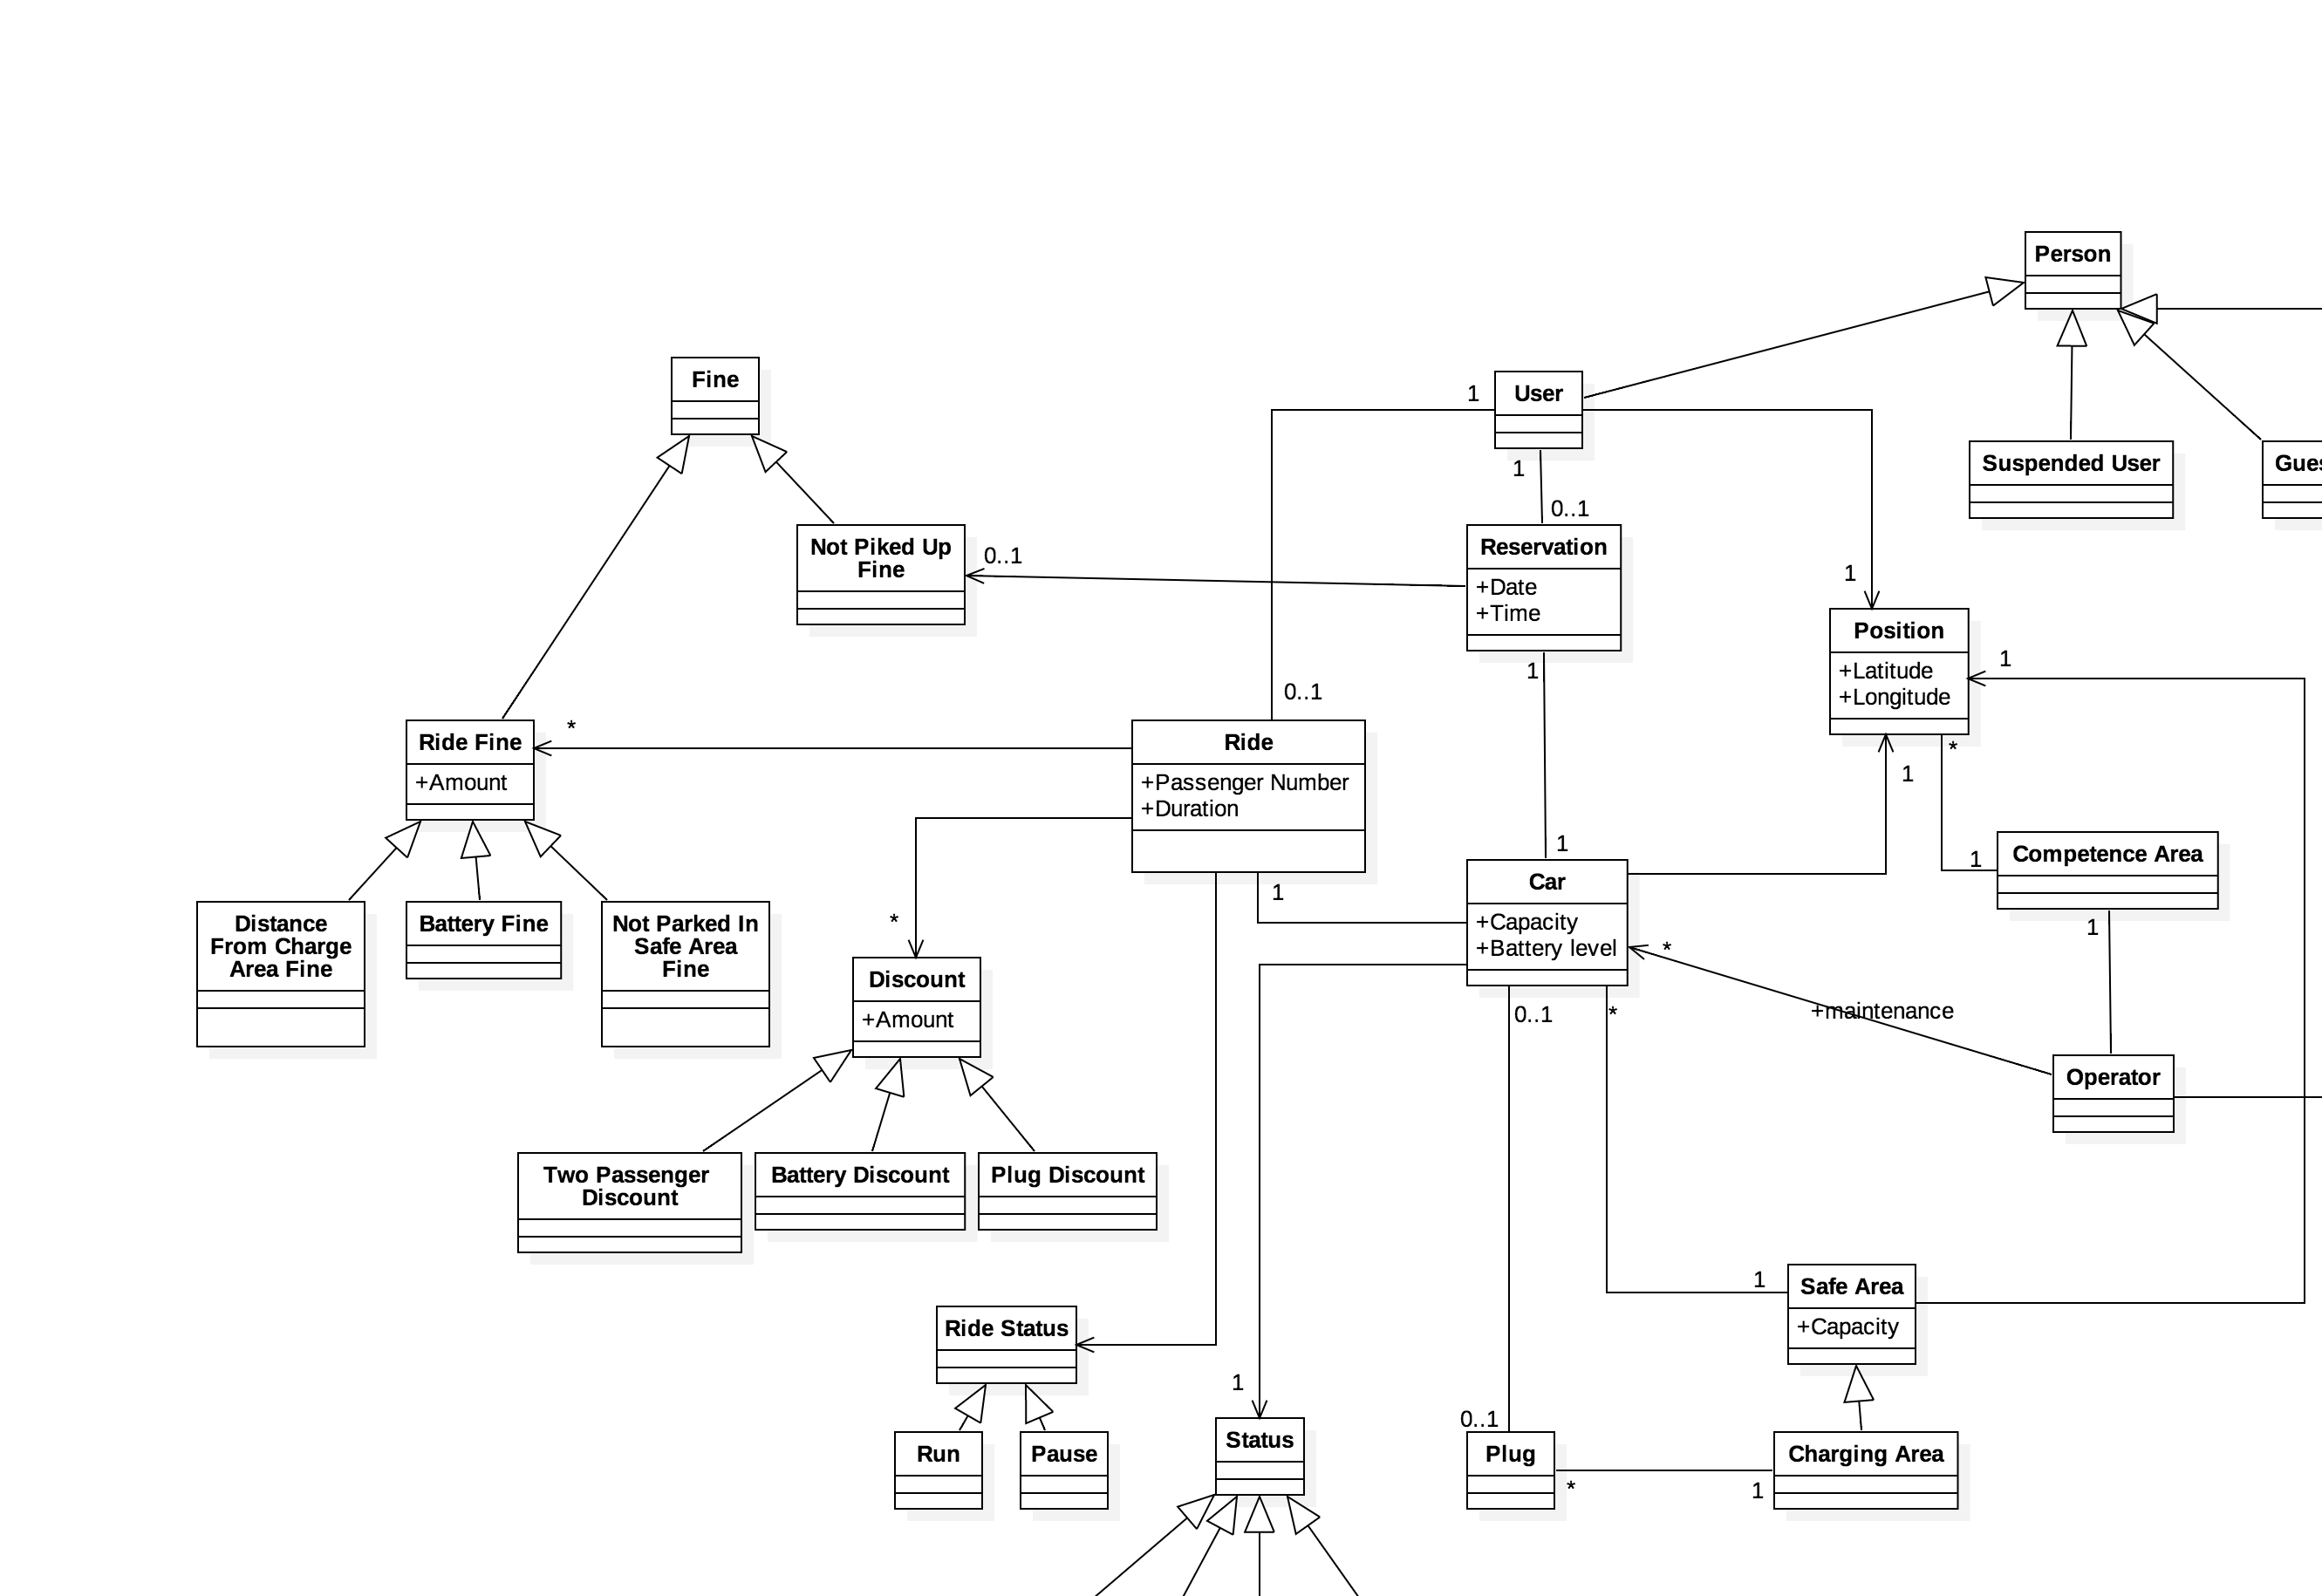 Person
Fine
1
User
Suspended User
Gues
1
0..1
Not Piked Up
Fine
0..1
Reservation
+Date
+Time
1
Position
+Latitude
+Longitude
1
1
0..1
*
Ride Fine
+Amount
Ride
+Passenger Number
+Duration
*
1
1
Car
+Capacity
+Battery level
1
Competence Area
1
1
*
Distance
From Charge
Area Fine
Battery Fine
Not Parked In
Safe Area
Fine
*
Discount
+Amount
0..1
*
+maintenance
Operator
Two Passenger
Discount
Battery Discount
Plug Discount
1
Safe Area
+Capacity
Ride Status
1
0..1
Run
Pause
Status
Plug
*
1
Charging Area